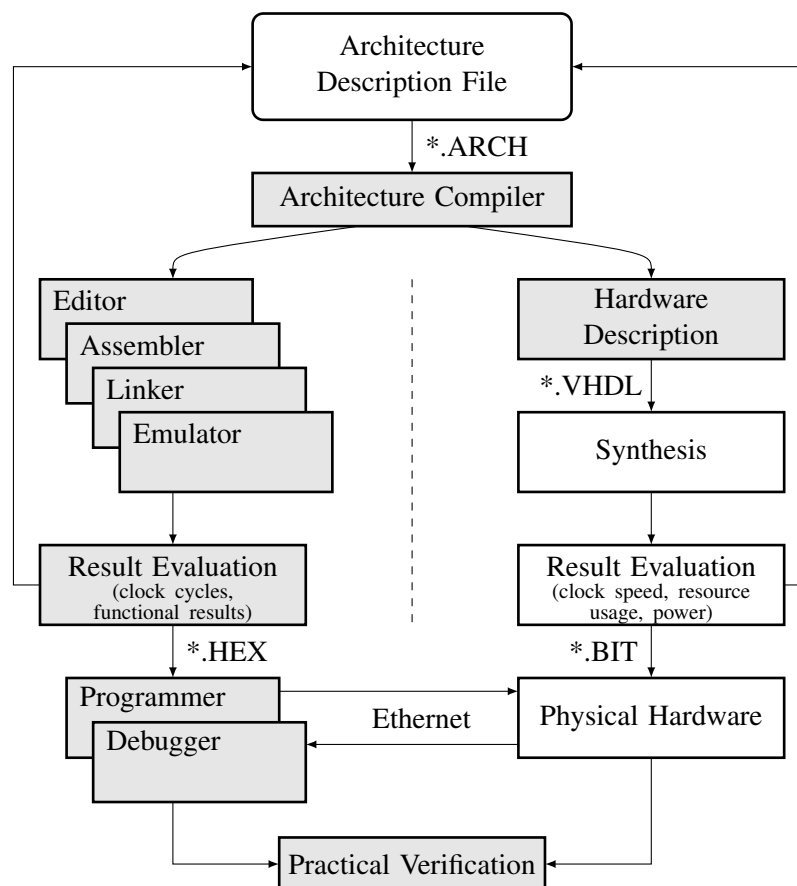 Architecture
Description File
*.ARCH
Architecture Compiler
Editor
Assembler
Linker
Emulator
Hardware
Description
*.VHDL
Synthesis
Result Evaluation
(clock cycles,
functional results)
Result Evaluation
(clock speed, resource
usage, power)
*.HEX
*.BIT
Programmer
Debugger
Ethernet
Physical Hardware
Practical Verification